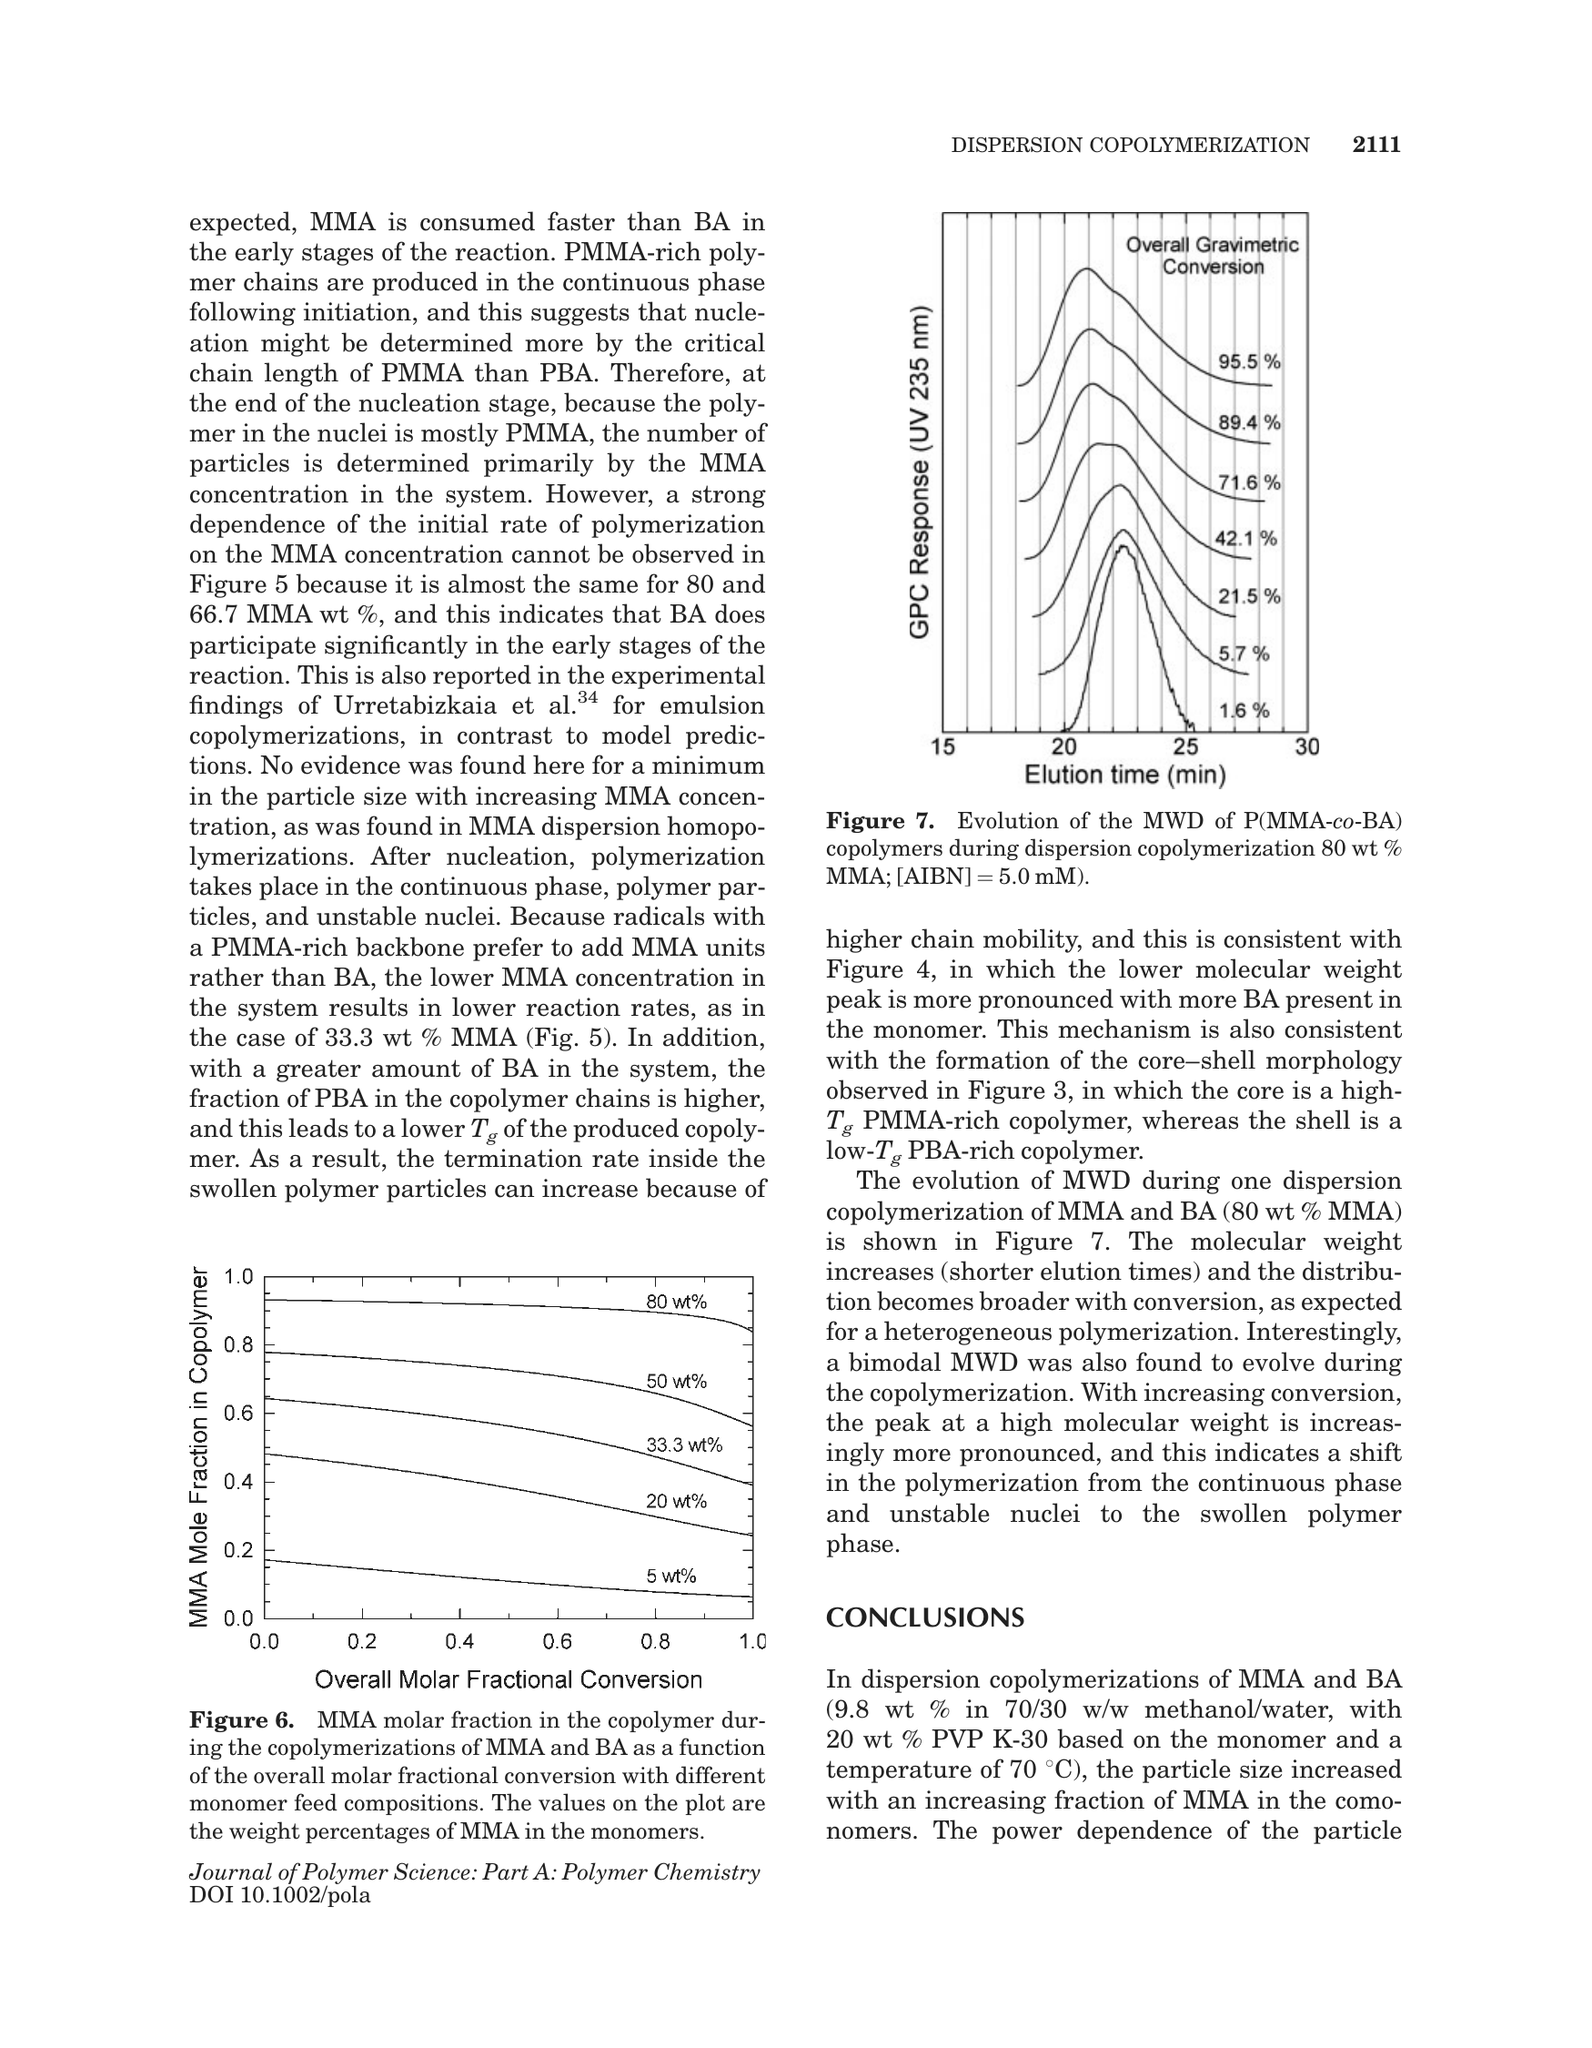 DISPERSION COPOLYMERIZATION 2111
expected, MMA is consumed faster than BA in
the early stages of the reaction. PMMA-rich poly-
mer chains are produced in the continuous phase
following initiation, and this suggests that nucle-
ation might be determined more by the critical
chain length of PMMA than PBA. Therefore, at
the end of the nucleation stage, because the poly-
mer in the nuclei is mostly PMMA, the number of
particles is determined primarily by the MMA
concentration in the system. However, a strong
dependence of the initial rate of polymerization
on the MMA concentration cannot be observed in
Figure 5 because it is almost the same for 80 and
66.7 MMA wt %, and this indicates that BA does
participate significantly in the early stages of the
reaction. This is also reported in the experimental
findings of Urretabizkaia et al.34 for emulsion
copolymerizations, in contrast to model predic-
tions. No evidence was found here for a minimum
in the particle size with increasing MMA concen-
tration, as was found in MMA dispersion homopo-
lymerizations. After nucleation, polymerization
takes place in the continuous phase, polymer par-
ticles, and unstable nuclei. Because radicals with
a PMMA-rich backbone prefer to add MMA units
rather than BA, the lower MMA concentration in
the system results in lower reaction rates, as in
the case of 33.3 wt % MMA (Fig. 5). In addition,
with a greater amount of BA in the system, the
fraction of PBA in the copolymer chains is higher,
and this leads to a lower Tg of the produced copoly-
mer. As a result, the termination rate inside the
swollen polymer particles can increase because of
MMA Mole Fraction in Copolymer
1.0
0.8
0.6
0.4
0.2
0.0
80 wt%
50 wt%
33.3 wt%
20 wt%
5 wt%
0.0 0.2 0.4 0.6 0.8 1.0
Overall Molar Fractional Conversion
Figure 6. MMA molar fraction in the copolymer dur-
ing the copolymerizations of MMA and BA as a function
of the overall molar fractional conversion with different
monomer feed compositions. The values on the plot are
the weight percentages of MMA in the monomers.
Journal of Polymer Science: Part A: Polymer Chemistry
DOI 10.1002/pola
GPC Response (UV 235 nm)
Overall Gravimetric
Conversion
95.5 %
89.4 %
71.6 %
42.1 %
21.5 %
5.7 %
1.6 %
15 20 25 30
Elution time (min)
Figure 7. Evolution of the MWD of P(MMA-co-BA)
copolymers during dispersion copolymerization 80 wt %
MMA; [AIBN] = 5.0 mM).
higher chain mobility, and this is consistent with
Figure 4, in which the lower molecular weight
peak is more pronounced with more BA present in
the monomer. This mechanism is also consistent
with the formation of the core–shell morphology
observed in Figure 3, in which the core is a high-
Tg PMMA-rich copolymer, whereas the shell is a
low-Tg PBA-rich copolymer.
The evolution of MWD during one dispersion
copolymerization of MMA and BA (80 wt % MMA)
is shown in Figure 7. The molecular weight
increases (shorter elution times) and the distribu-
tion becomes broader with conversion, as expected
for a heterogeneous polymerization. Interestingly,
a bimodal MWD was also found to evolve during
the copolymerization. With increasing conversion,
the peak at a high molecular weight is increas-
ingly more pronounced, and this indicates a shift
in the polymerization from the continuous phase
and unstable nuclei to the swollen polymer
phase.
CONCLUSIONS
In dispersion copolymerizations of MMA and BA
(9.8 wt % in 70/30 w/w methanol/water, with
20 wt % PVP K-30 based on the monomer and a
temperature of 70 °C), the particle size increased
with an increasing fraction of MMA in the como-
nomers. The power dependence of the particle